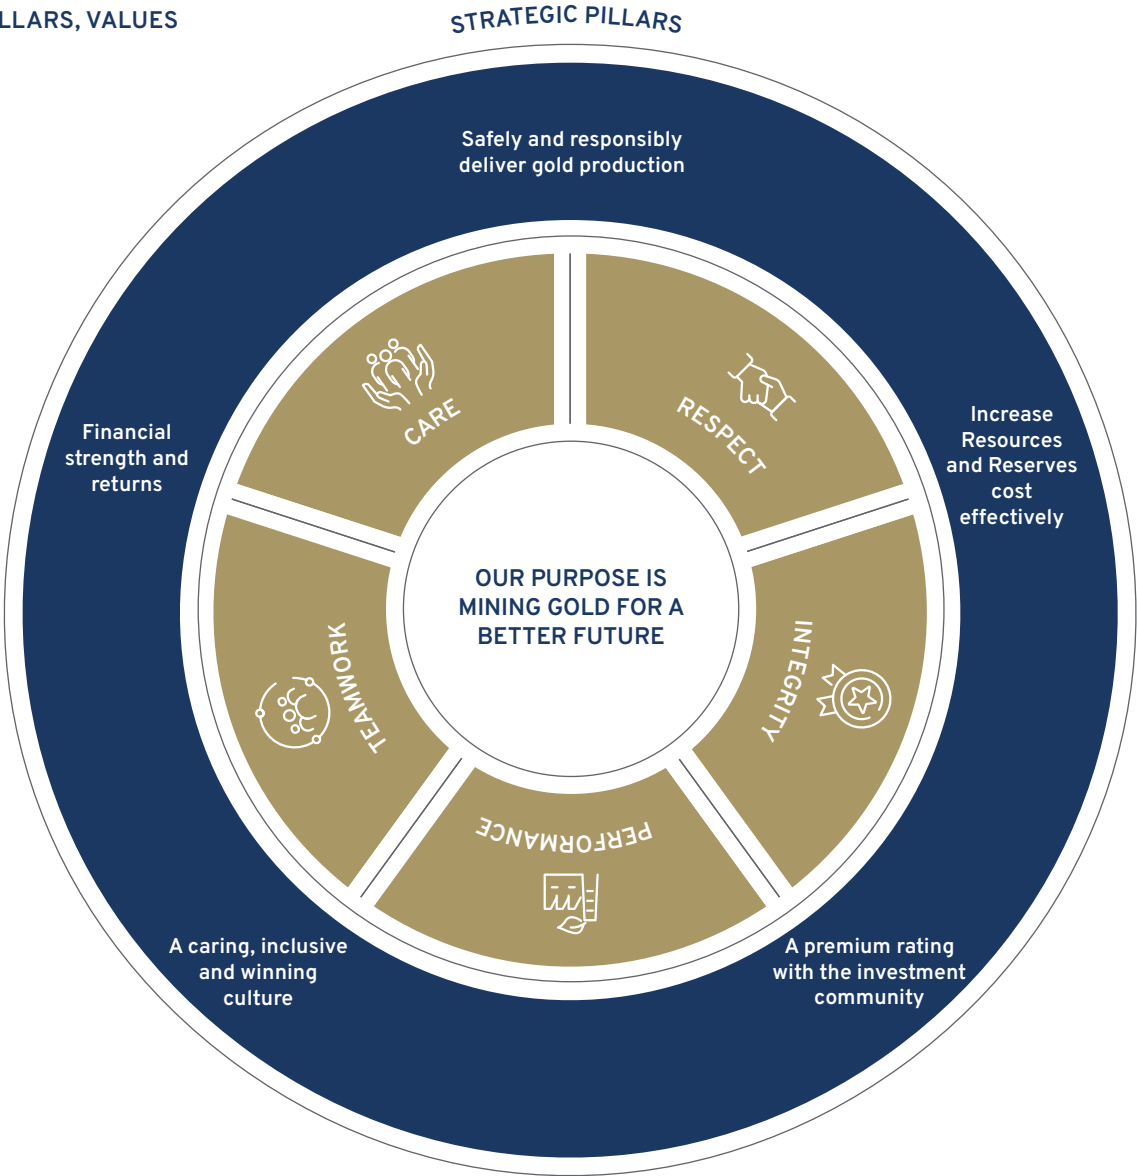 LLARS, VALUES
STRATEGIC PILLARS
Safely and responsibly
deliver gold production
Increase
Resources
and Reserves
cost
effectively
A premium rating
with the investment
community
A caring, inclusive
and winning
culture
Financial
strength and
returns
CARE
RESPECT
INTEGRITY
PERFORMANCE
TEAMWORK
OUR PURPOSE IS
MINING GOLD FOR A
BETTER FUTURE